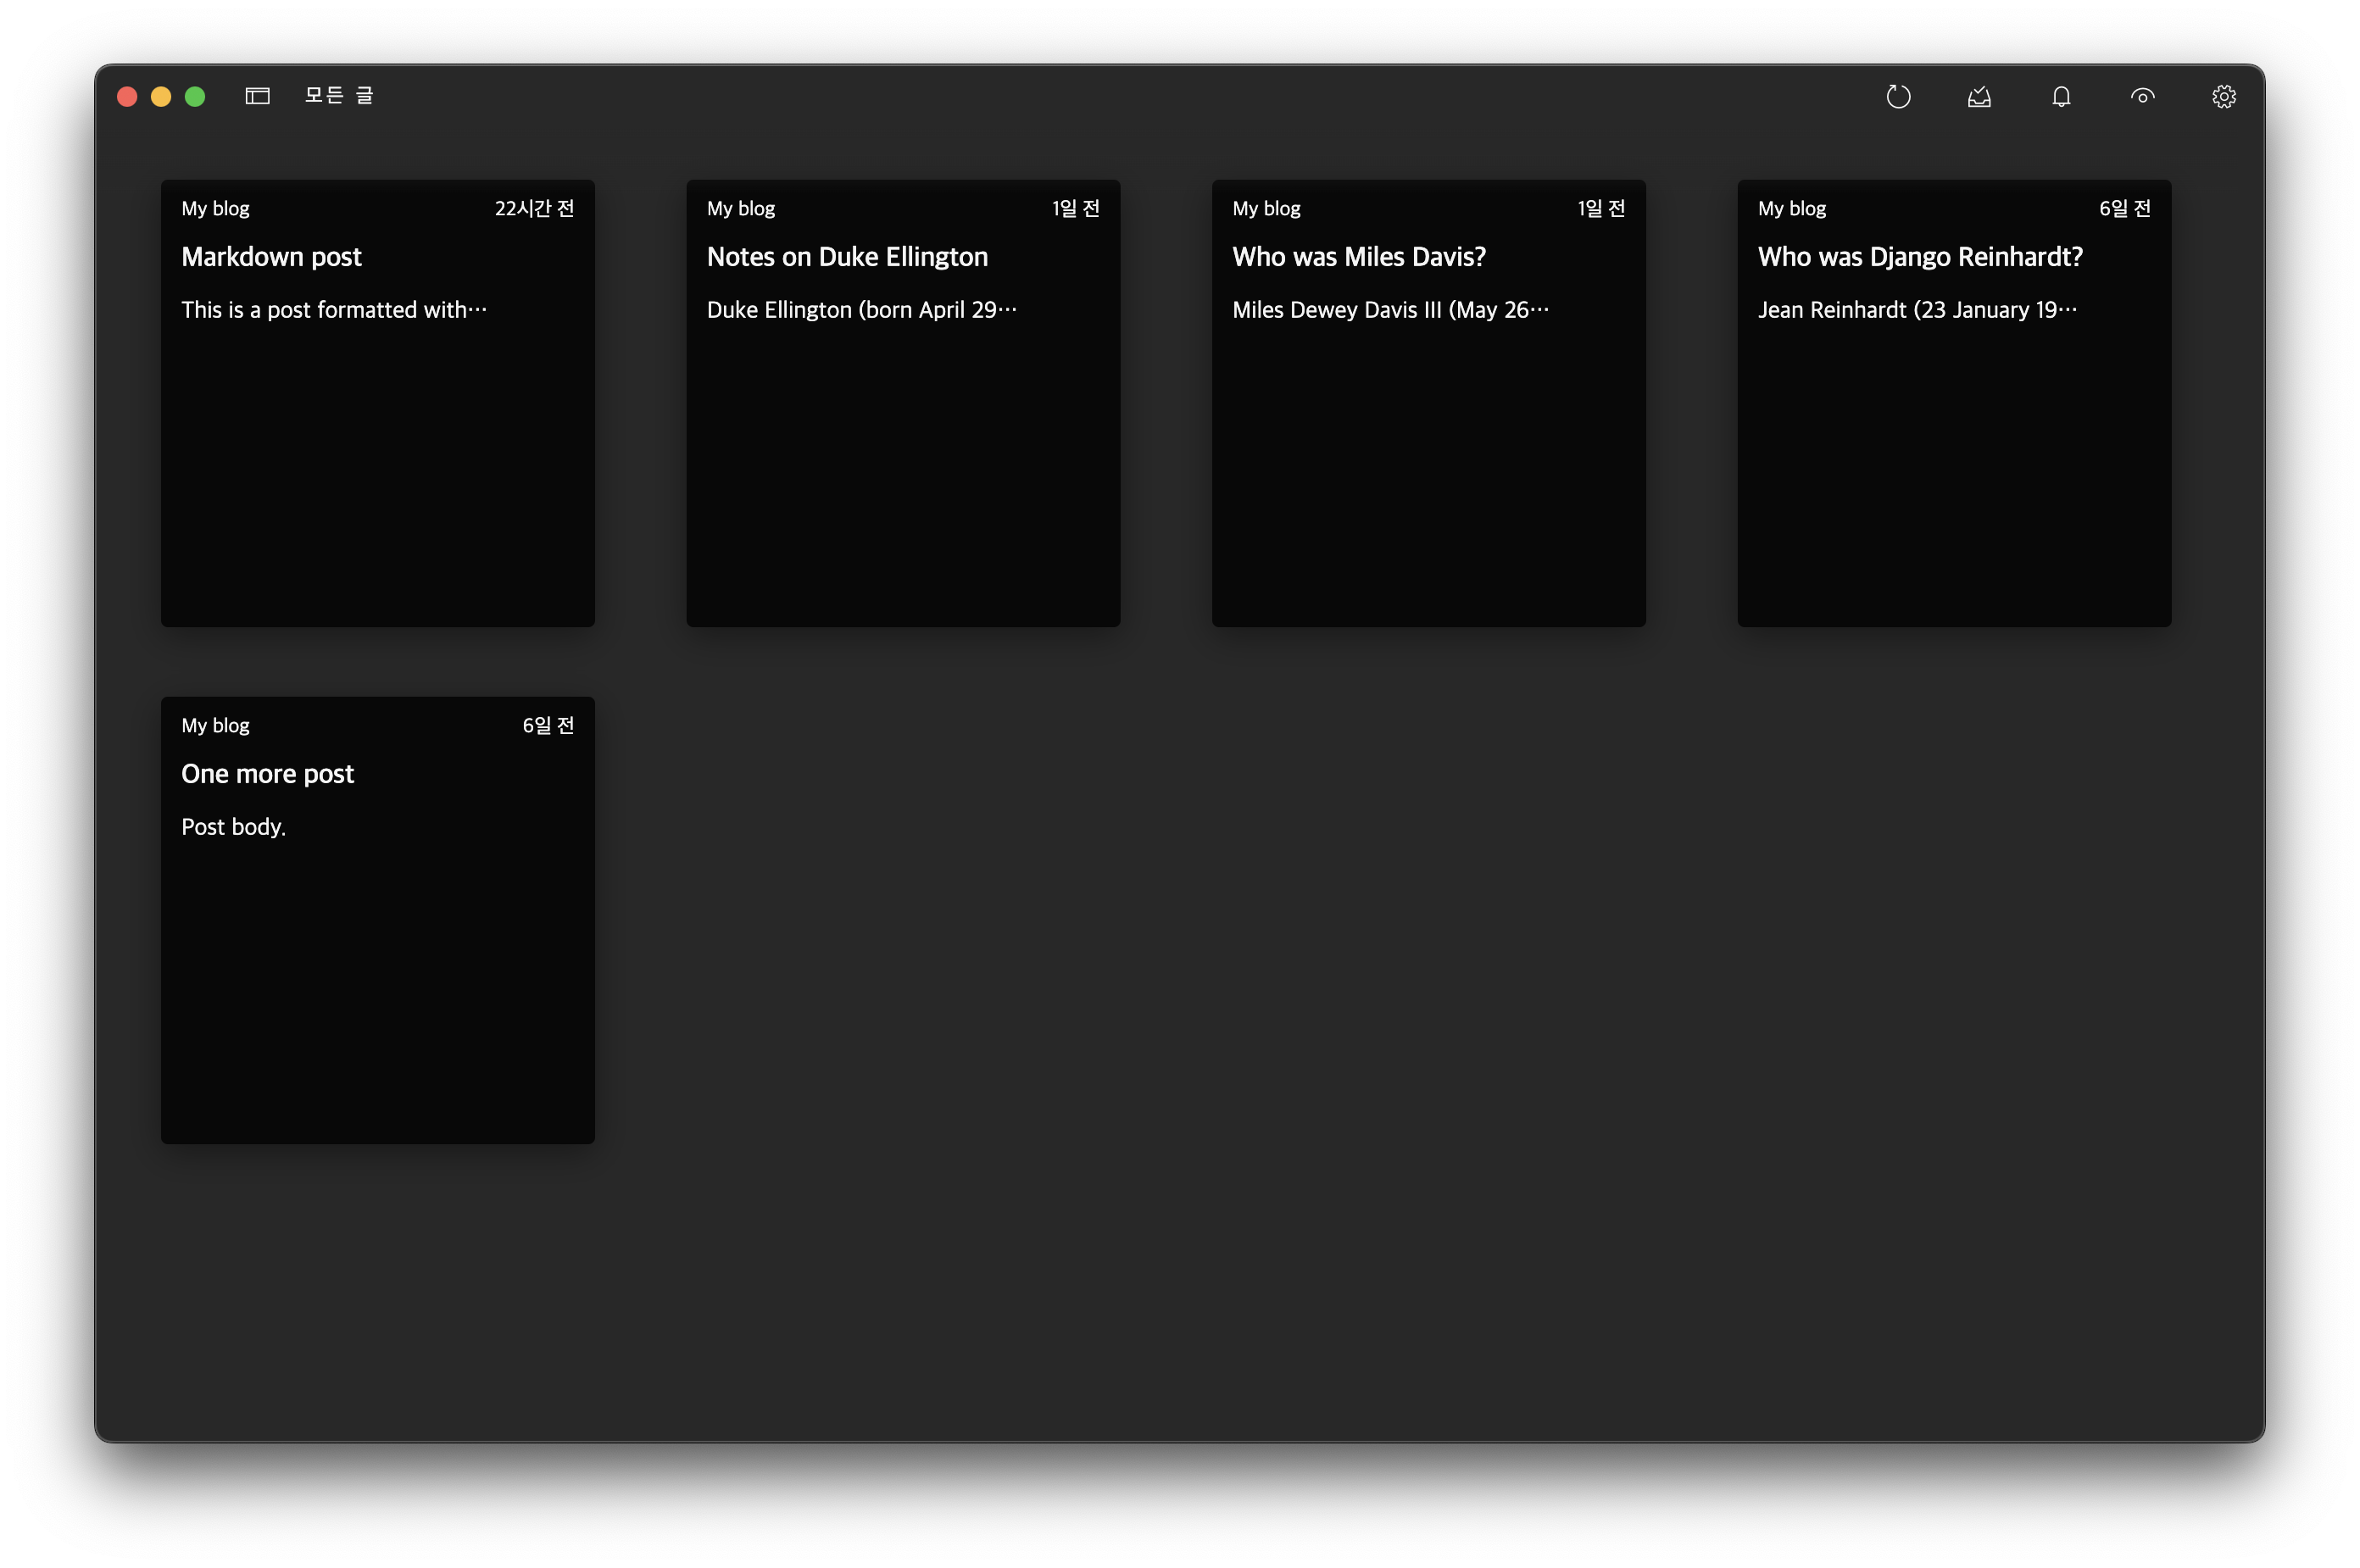 모든 글
My blog 22시간 전
Markdown post
This is a post formatted with⋯
My blog 1일 전
Notes on Duke Ellington
Duke Ellington (born April 29⋯
My blog 1일 전
Who was Miles Davis?
Miles Dewey Davis III (May 26⋯
My blog 6일 전
Who was Django Reinhardt?
Jean Reinhardt (23 January 19⋯
My blog 6일 전
One more post
Post body.